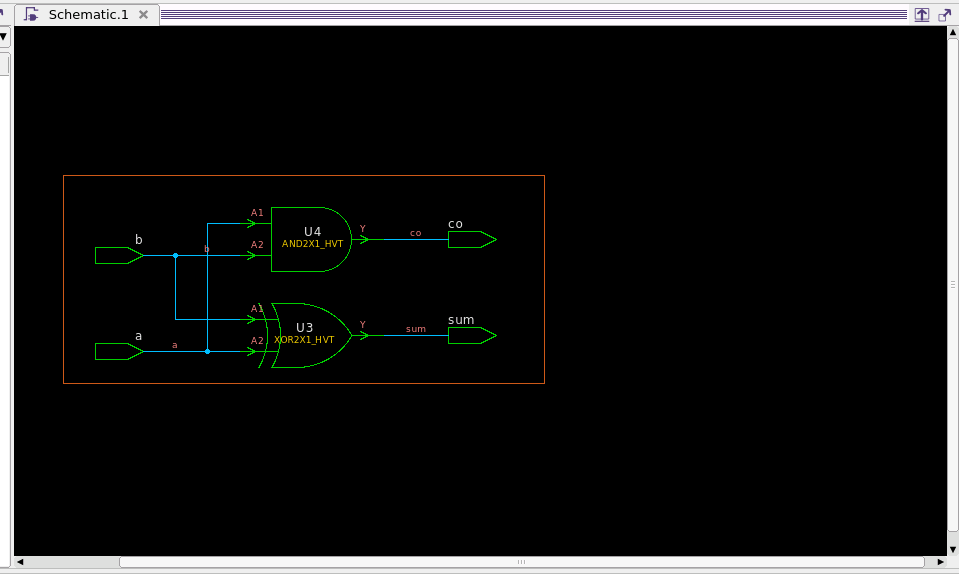 Schematic.1
A1
U4
AND2X1_HVT
Y
co
co
b
b
A2
A1
U3
XOR2X1_HVT
Y
sum
sum
a
a
A2